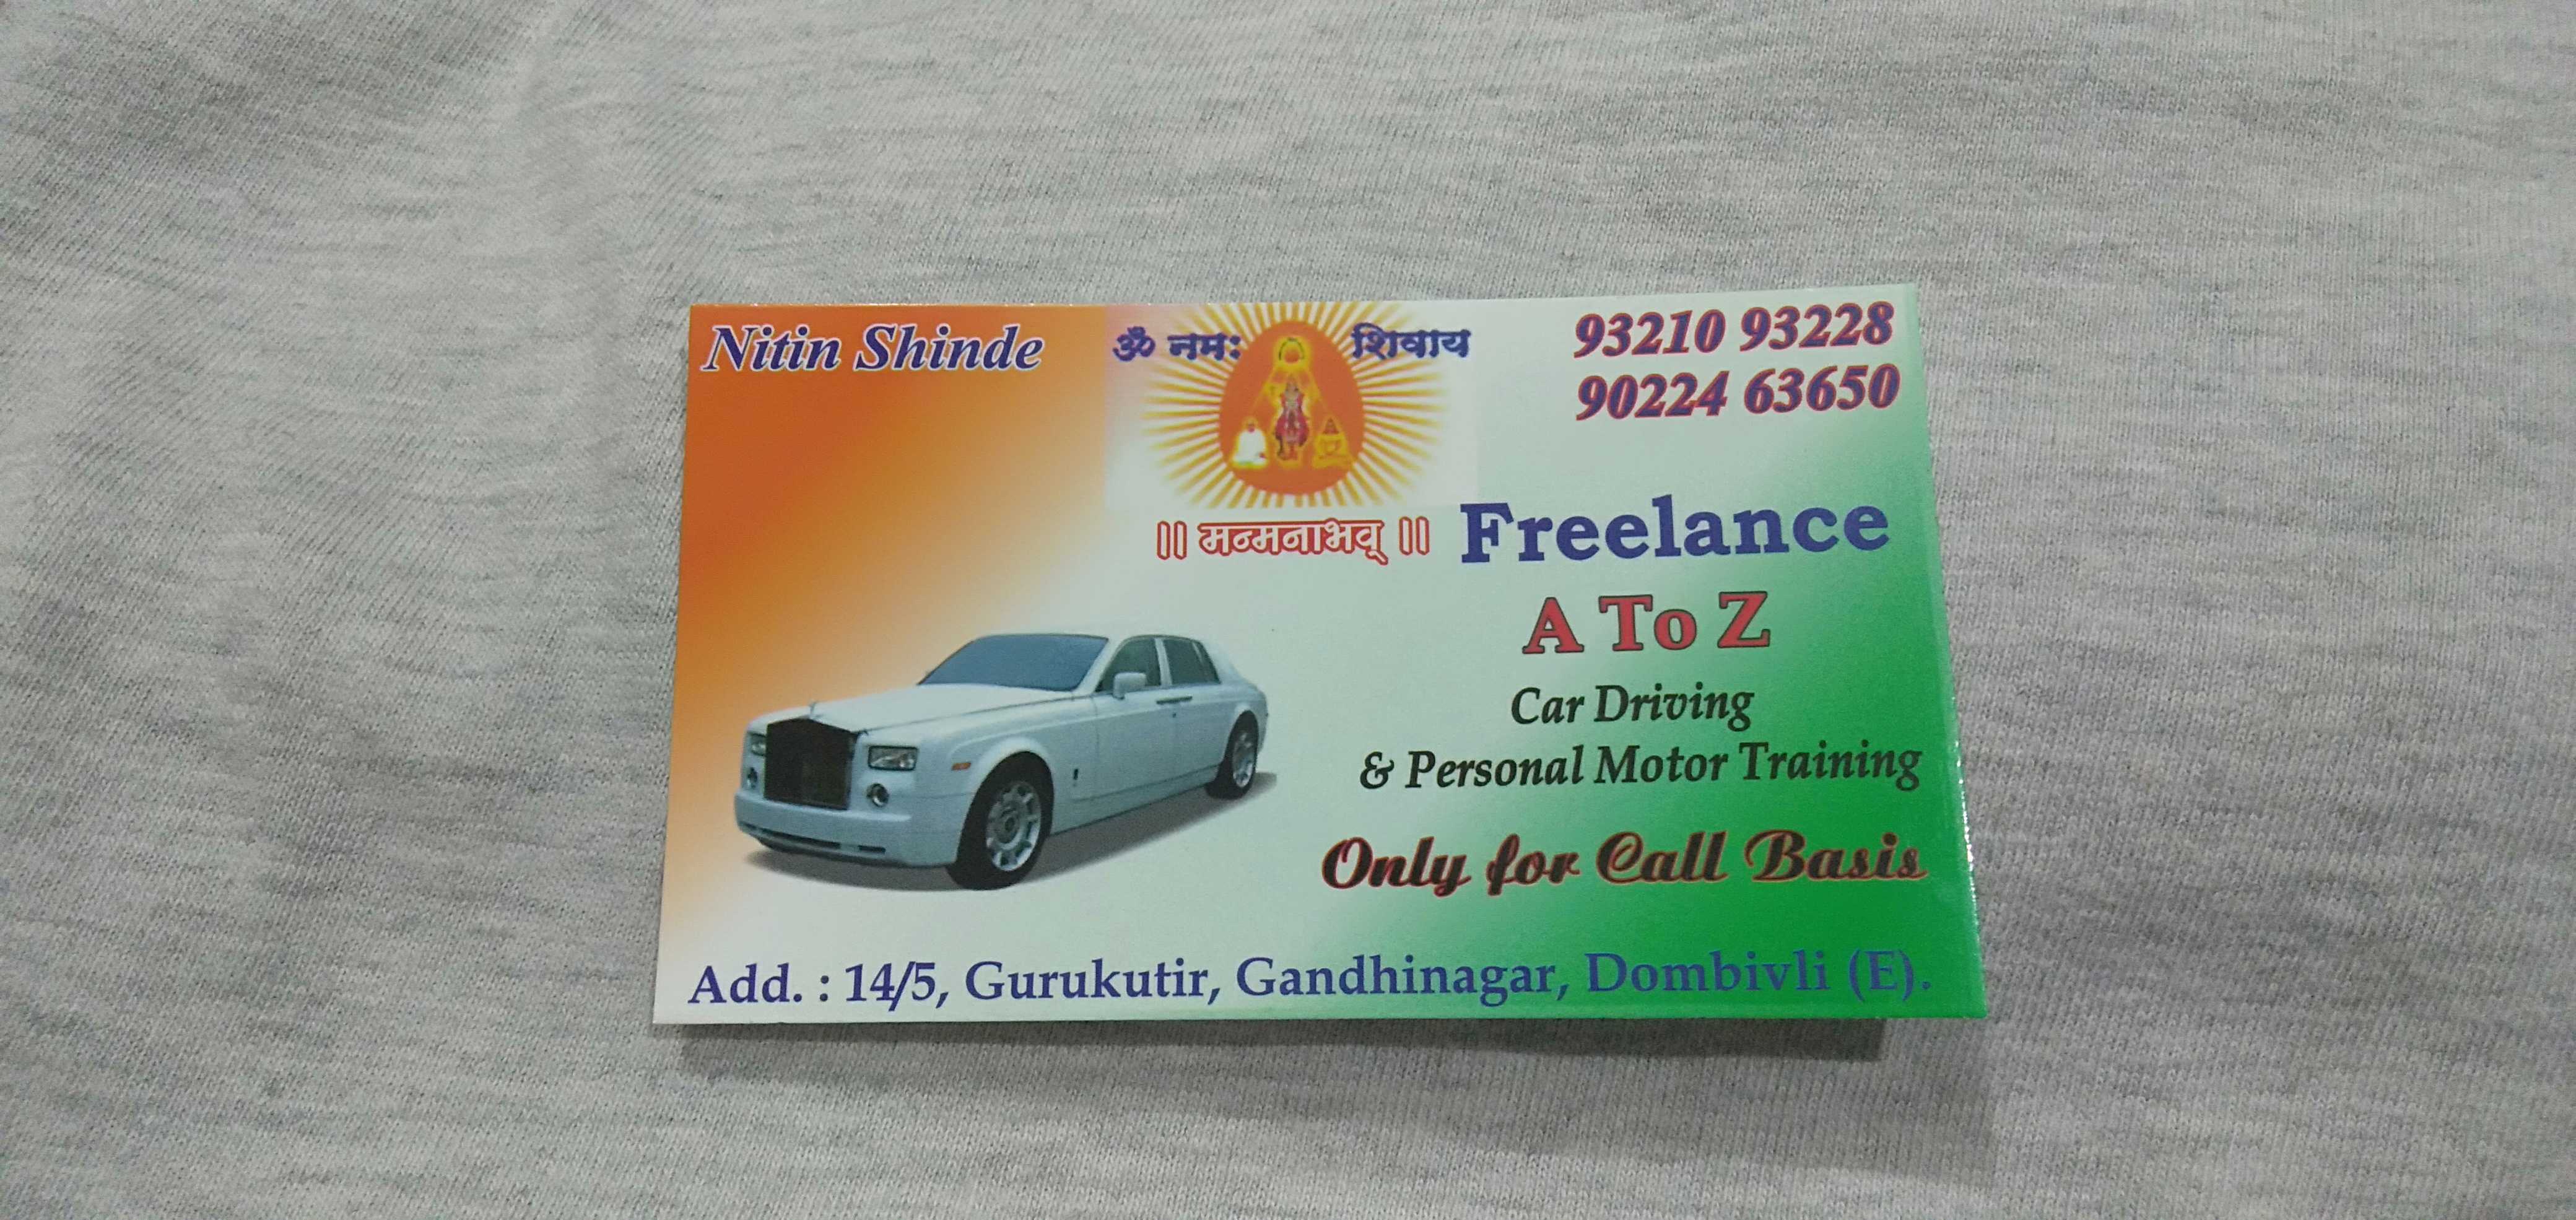 Nitin Shinde
ॐ नमः शिवाय
93210 93228
90224 63650
|| मन्मनाभव् ||
Freelance
A To Z
Car Driving
& Personal Motor Training
Only for Call Basis
Add. : 14/5, Gurukutir, Gandhinagar, Dombivli (E).